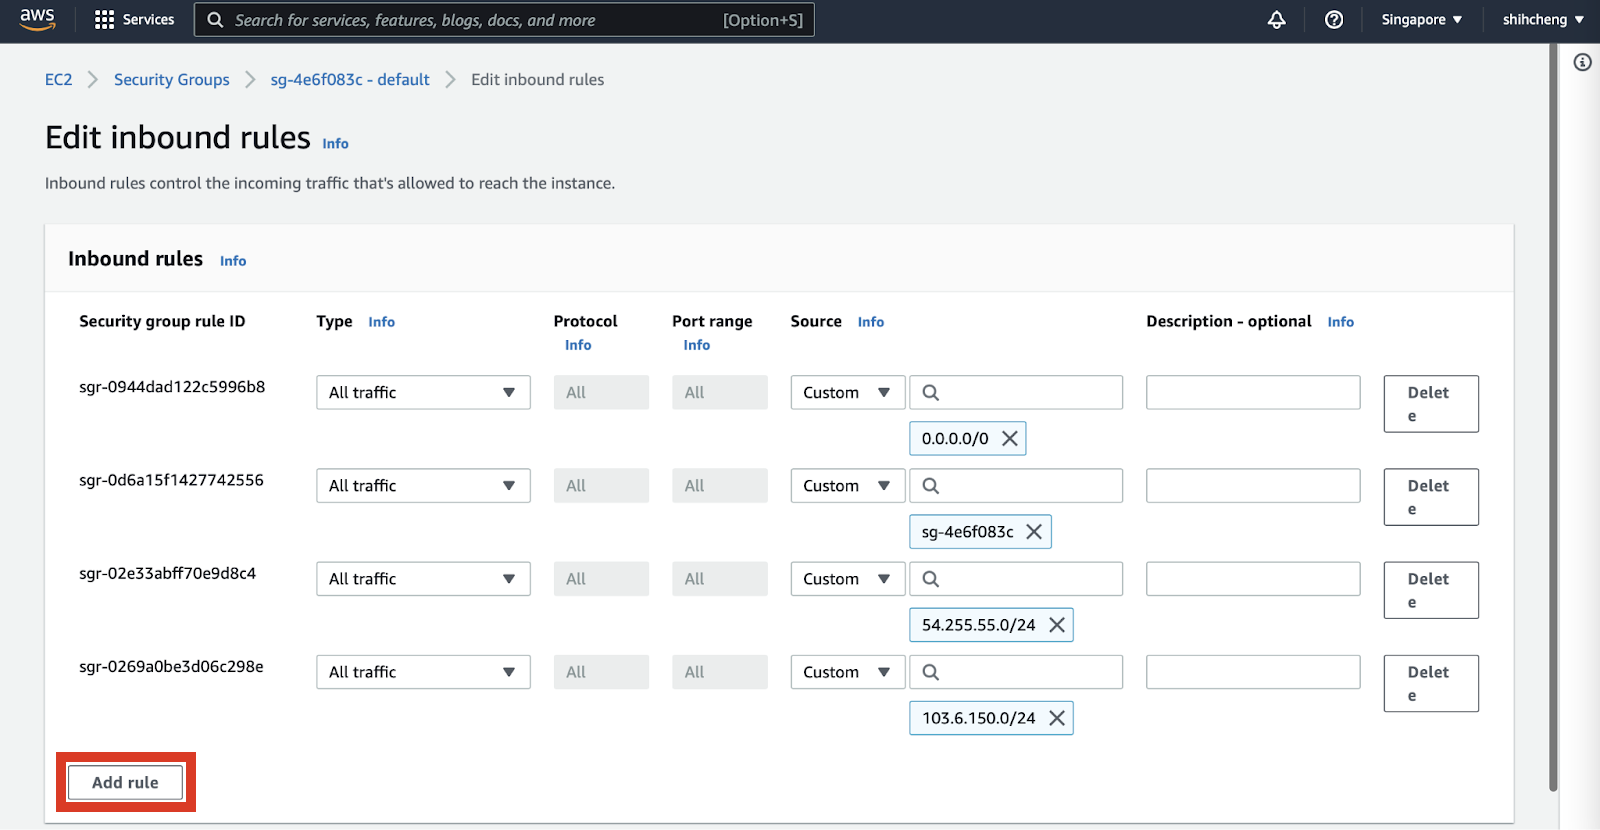 aws Services Search for services, features, blogs, docs, and more [Option+S] Singapore shihcheng
EC2 Security Groups sg-4e6f083c - default Edit inbound rules
Edit inbound rules Info
Inbound rules control the incoming traffic that's allowed to reach the instance.
Inbound rules Info
Security group rule ID Type Info Protocol Port range Source Info Description - optional Info
Info Info
sgr-0944dad122c5996b8 All traffic All All Custom Delet
e
0.0.0.0/0
sgr-0d6a15f1427742556 All traffic All All Custom Delet
e
sg-4e6f083c
sgr-02e33abff70e9d8c4 All traffic All All Custom Delet
e
54.255.55.0/24
sgr-0269a0be3d06c298e All traffic All All Custom Delet
e
103.6.150.0/24
Add rule